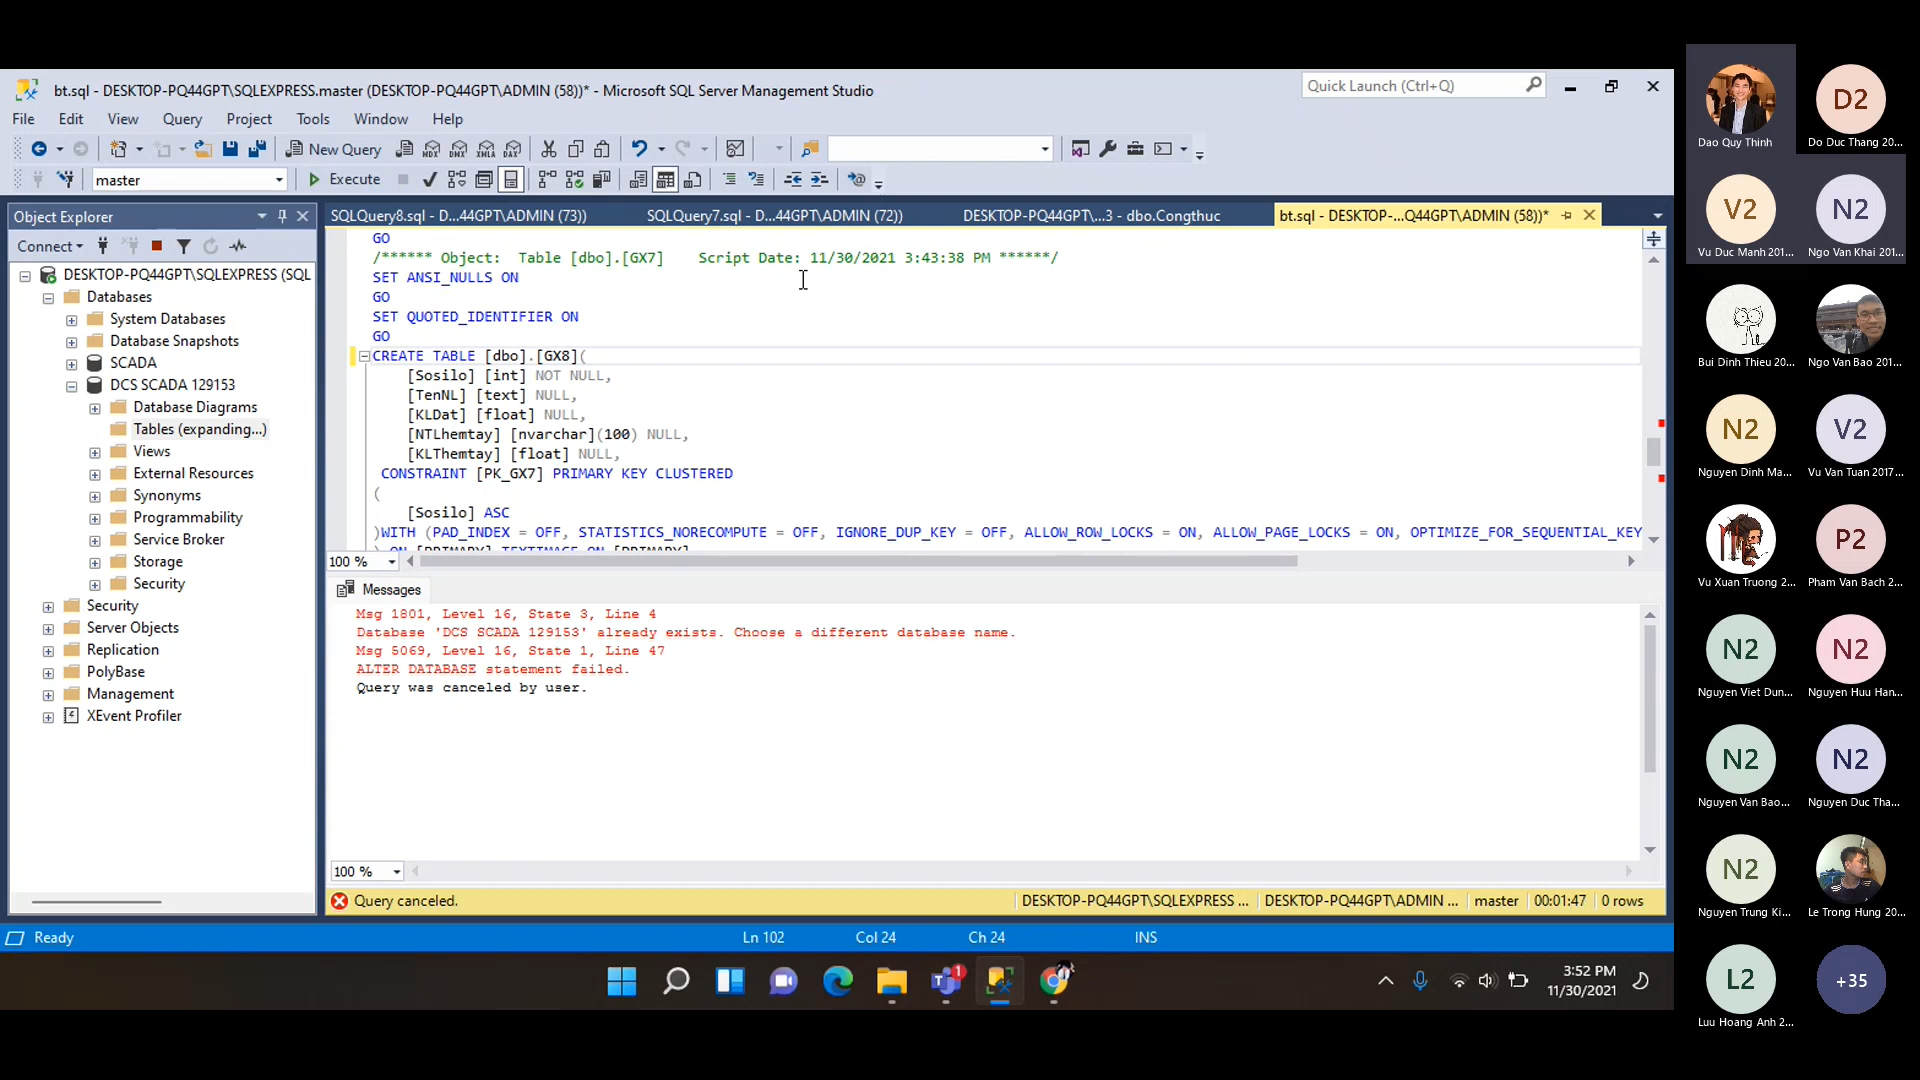 bt.sql - DESKTOP-PQ44GPT\SQLEXPRESS.master (DESKTOP-PQ44GPT\ADMIN (58))* - Microsoft SQL Server Management Studio
Quick Launch (Ctrl+Q)
File Edit View Query Project Tools Window Help
New Query
MDX DMX XMLA DAX
master
Execute
Object Explorer
Connect
DESKTOP-PQ44GPT\SQLEXPRESS (SQL
Databases
System Databases
Database Snapshots
SCADA
DCS SCADA 129153
Database Diagrams
Tables (expanding...)
Views
External Resources
Synonyms
Programmability
Service Broker
Storage
Security
Security
Server Objects
Replication
PolyBase
Management
XEvent Profiler
SQLQuery8.sql - D...44GPT\ADMIN (73))
SQLQuery7.sql - D...44GPT\ADMIN (72))
DESKTOP-PQ44GPT\...3 - dbo.Congthuc
bt.sql - DESKTOP-...Q44GPT\ADMIN (58))*
GO
/****** Object:  Table [dbo].[GX7]    Script Date: 11/30/2021 3:43:38 PM ******/
SET ANSI_NULLS ON
GO
SET QUOTED_IDENTIFIER ON
GO
CREATE TABLE [dbo].[GX8](
[Sosilo] [int] NOT NULL,
[TenNL] [text] NULL,
[KLDat] [float] NULL,
[NTLhemtay] [nvarchar](100) NULL,
[KLThemtay] [float] NULL,
CONSTRAINT [PK_GX7] PRIMARY KEY CLUSTERED
(
[Sosilo] ASC
)WITH (PAD_INDEX = OFF, STATISTICS_NORECOMPUTE = OFF, IGNORE_DUP_KEY = OFF, ALLOW_ROW_LOCKS = ON, ALLOW_PAGE_LOCKS = ON, OPTIMIZE_FOR_SEQUENTIAL_KEY
) ON [PRIMARY] TEXTIMAGE_ON [PRIMARY]
100 %
Messages
Msg 1801, Level 16, State 3, Line 4
Database 'DCS SCADA 129153' already exists. Choose a different database name.
Msg 5069, Level 16, State 1, Line 47
ALTER DATABASE statement failed.
Query was canceled by user.
100 %
Query canceled.
DESKTOP-PQ44GPT\SQLEXPRESS ...
DESKTOP-PQ44GPT\ADMIN ...
master
00:01:47
0 rows
Ready
Ln 102
Col 24
Ch 24
INS
1
3:52 PM
11/30/2021
Dao Quy Thinh
D2
Do Duc Thang 20...
V2
Vu Duc Manh 201...
N2
Ngo Van Khai 201...
Bui Dinh Thieu 20...
Ngo Van Bao 201...
N2
Nguyen Dinh Ma...
V2
Vu Van Tuan 2017...
Vu Xuan Truong 2...
P2
Pham Van Bach 2...
N2
Nguyen Viet Dun...
N2
Nguyen Huu Han...
N2
Nguyen Van Bao...
N2
Nguyen Duc Tha...
N2
Nguyen Trung Ki...
Le Trong Hung 20...
L2
Luu Hoang Anh 2...
+35